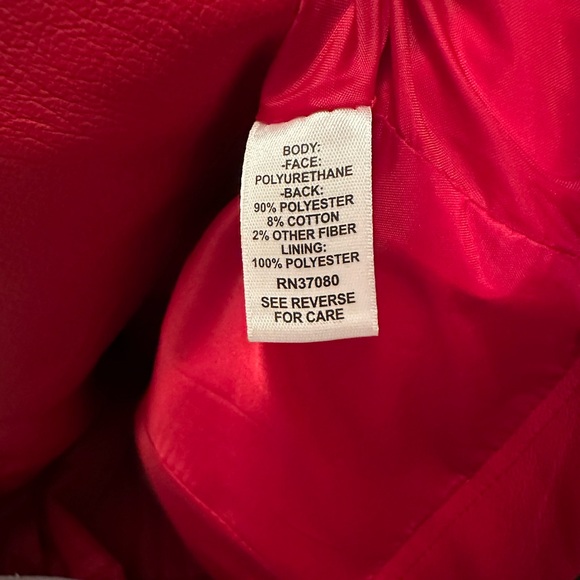 BODY:
-FACE:
POLYURETHANE
-BACK:
90% POLYESTER
8% COTTON
2% OTHER FIBER
LINING:
100% POLYESTER
RN37080
SEE REVERSE
FOR CARE